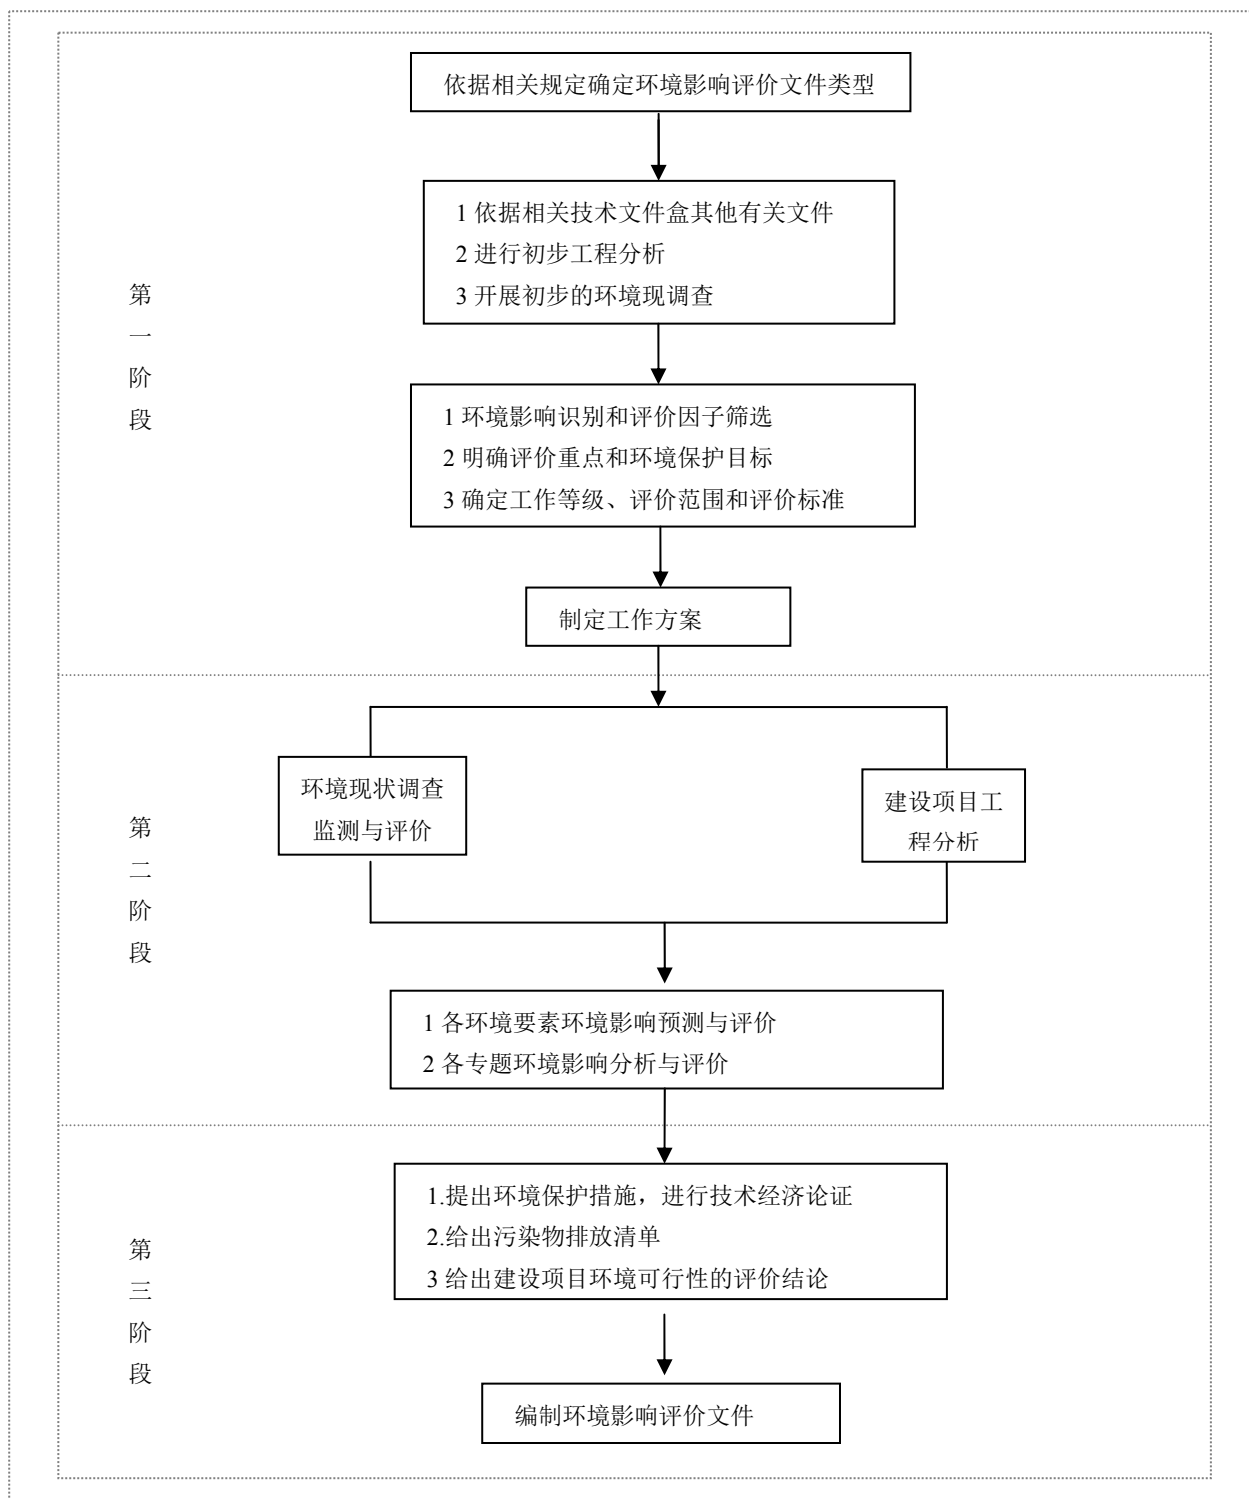 依据相关规定确定环境影响评价文件类型
1 依据相关技术文件盒其他有关文件
2 进行初步工程分析
3 开展初步的环境现调查
第
一
阶
段
1 环境影响识别和评价因子筛选
2 明确评价重点和环境保护目标
3 确定工作等级、评价范围和评价标准
制定工作方案
第
二
阶
段
环境现状调查
监测与评价
建设项目工
程分析
1 各环境要素环境影响预测与评价
2 各专题环境影响分析与评价
第
三
阶
段
1.提出环境保护措施，进行技术经济论证
2.给出污染物排放清单
3 给出建设项目环境可行性的评价结论
编制环境影响评价文件